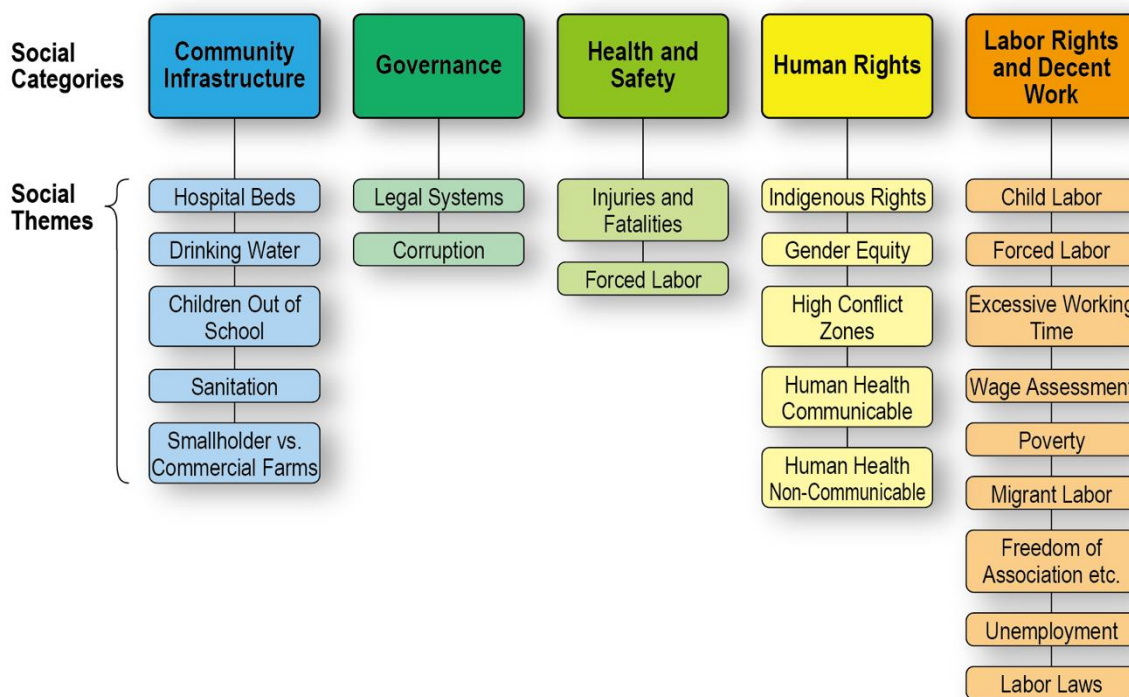 Social
Categories
Community
Infrastructure
Governance
Health and
Safety
Human Rights
Labor Rights
and Decent
Work
Social
Themes
Hospital Beds
Drinking Water
Children Out of
School
Sanitation
Smallholder vs.
Commercial Farms
Legal Systems
Corruption
Injuries and
Fatalities
Forced Labor
Indigenous Rights
Gender Equity
High Conflict
Zones
Human Health
Communicable
Human Health
Non-Communicable
Child Labor
Forced Labor
Excessive Working
Time
Wage Assessment
Poverty
Migrant Labor
Freedom of
Association etc.
Unemployment
Labor Laws